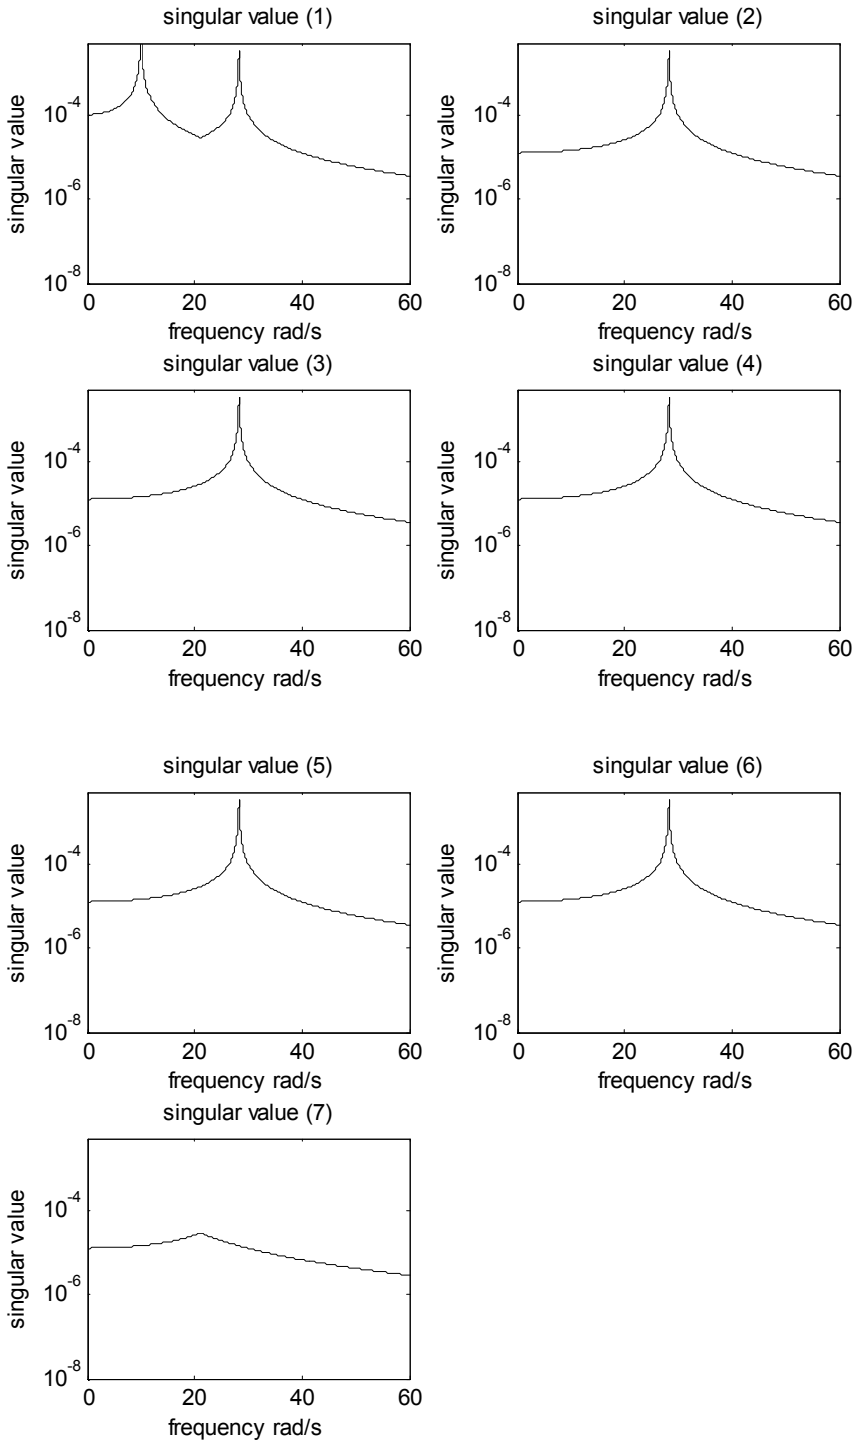 singular value (1)
singular value (2)
singular value
10^-4
10^-6
10^-8
0 20 40 60
frequency rad/s
singular value
10^-4
10^-6
10^-8
0 20 40 60
frequency rad/s
singular value (3)
singular value (4)
singular value
10^-4
10^-6
10^-8
0 20 40 60
frequency rad/s
singular value
10^-4
10^-6
10^-8
0 20 40 60
frequency rad/s
singular value (5)
singular value (6)
singular value
10^-4
10^-6
10^-8
0 20 40 60
frequency rad/s
singular value
10^-4
10^-6
10^-8
0 20 40 60
frequency rad/s
singular value (7)
singular value
10^-4
10^-6
10^-8
0 20 40 60
frequency rad/s